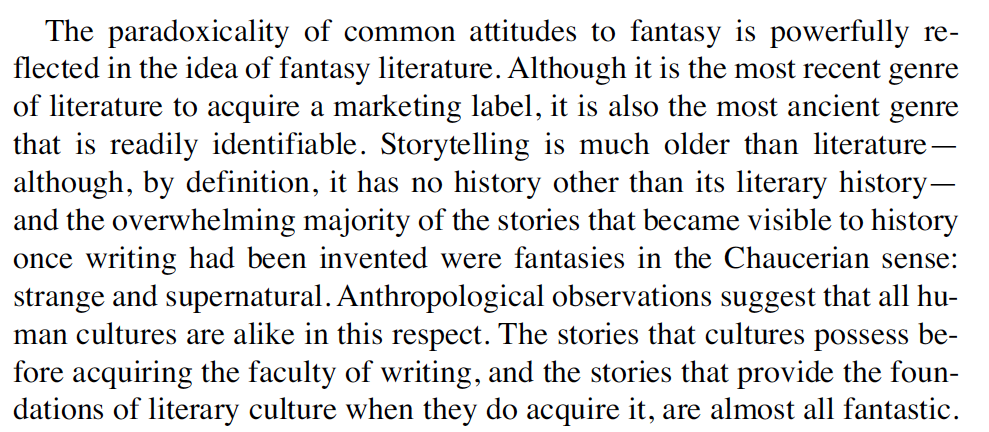 The paradoxicality of common attitudes to fantasy is powerfully re-
flected in the idea of fantasy literature. Although it is the most recent genre
of literature to acquire a marketing label, it is also the most ancient genre
that is readily identifiable. Storytelling is much older than literature—
although, by definition, it has no history other than its literary history—
and the overwhelming majority of the stories that became visible to history
once writing had been invented were fantasies in the Chaucerian sense:
strange and supernatural. Anthropological observations suggest that all hu-
man cultures are alike in this respect. The stories that cultures possess be-
fore acquiring the faculty of writing, and the stories that provide the foun-
dations of literary culture when they do acquire it, are almost all fantastic.